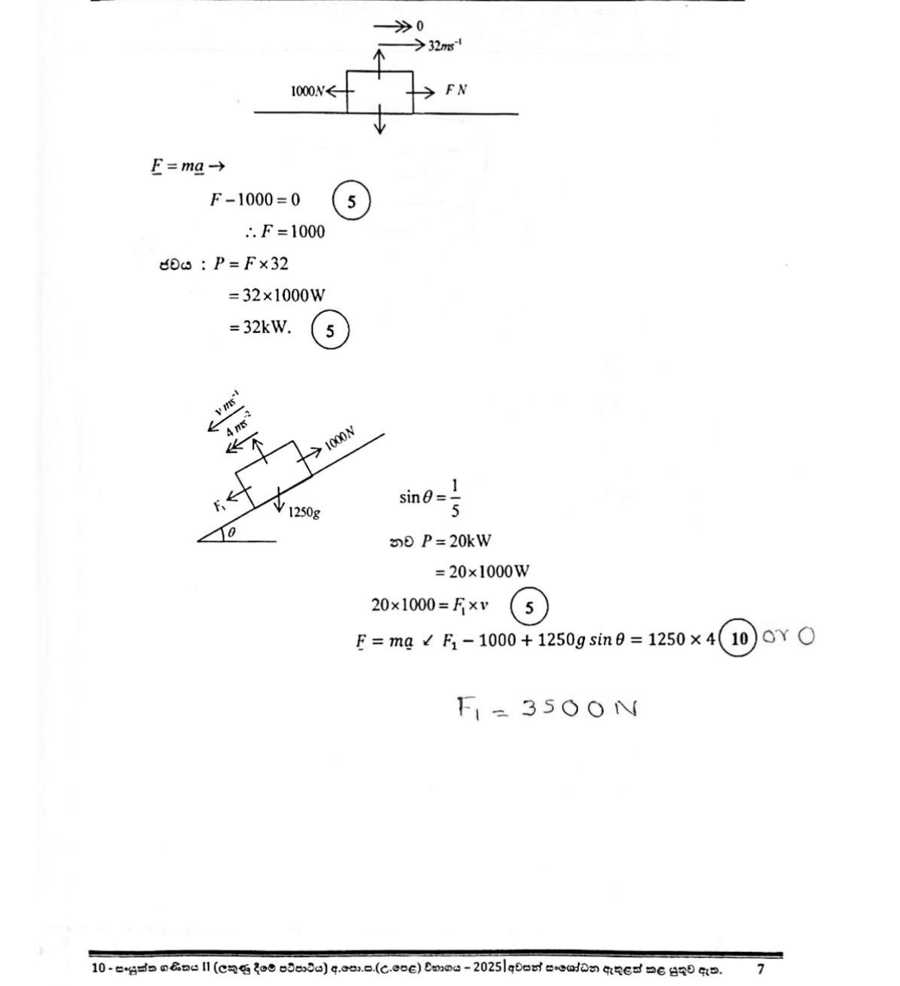 0
32ms⁻¹
1000N F N
F = ma →
F − 1000 = 0 5
∴ F = 1000
ජවය : P = F × 32
= 32 × 1000W
= 32kW. 5
v ms⁻¹
4 ms⁻²
1000N
F₁
1250g
θ
sin θ = 1/5
නව P = 20kW
= 20 × 1000W
20 × 1000 = F₁ × v 5
F = ma ↙ F₁ − 1000 + 1250g sin θ = 1250 × 4 10 or 0
F₁ = 3500N
10 - සංයුක්ත ගණිතය II (ලකුණු දීමේ පටිපාටිය) අ.පො.ස.(උ.පෙළ) විභාගය - 2025|අවසන් සංශෝධන ඇතුළත් කළ යුතුව ඇත. 7